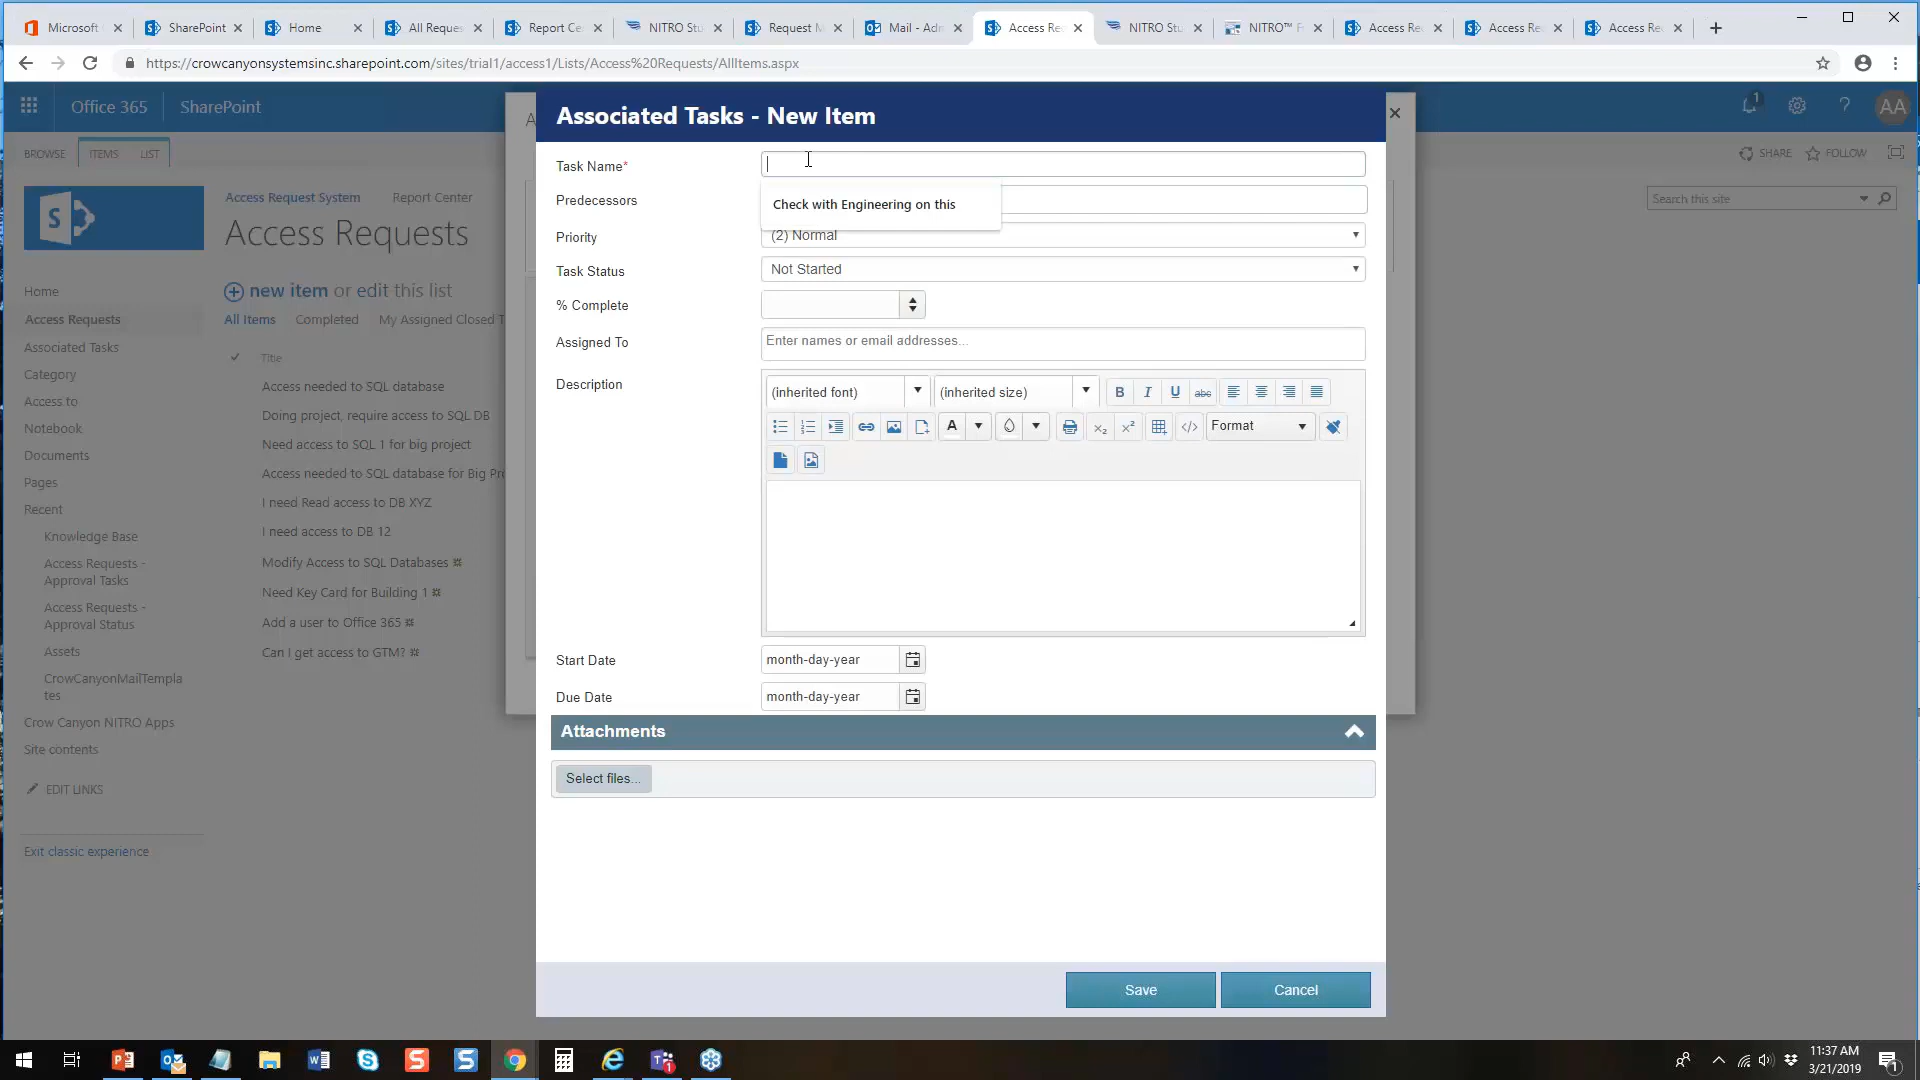 Microsoft
SharePoint
Home
All Reques
Report Ce
NITRO Stu
Request M
Mail - Adm
Access Re
NITRO Stu
NITRO™ F
Access Re
Access Re
Access Re
https://crowcanyonsystemsinc.sharepoint.com/sites/trial1/access1/Lists/Access%20Requests/AllItems.aspx
Office 365
SharePoint
1
?
AA
BROWSE
ITEMS
LIST
SHARE
FOLLOW
Access Request System
Report Center
Access Requests
Search this site
Home
Access Requests
Associated Tasks
Category
Access to
Notebook
Documents
Pages
Recent
Knowledge Base
Access Requests -
Approval Tasks
Access Requests -
Approval Status
Assets
CrowCanyonMailTempla
tes
Crow Canyon NITRO Apps
Site contents
EDIT LINKS
Exit classic experience
new item or edit this list
All Items
Completed
My Assigned Closed T
Title
Access needed to SQL database
Doing project, require access to SQL DB
Need access to SQL 1 for big project
Access needed to SQL database for Big Pr
I need Read access to DB XYZ
I need access to DB 12
Modify Access to SQL Databases
Need Key Card for Building 1
Add a user to Office 365
Can I get access to GTM?
A
Associated Tasks - New Item
Task Name*
Predecessors
Check with Engineering on this
Priority
(2) Normal
Task Status
Not Started
% Complete
Assigned To
Enter names or email addresses...
Description
(inherited font)
(inherited size)
B
I
U
abc
A
Format
Start Date
month-day-year
Due Date
month-day-year
Attachments
Select files...
Save
Cancel
11:37 AM
3/21/2019
1